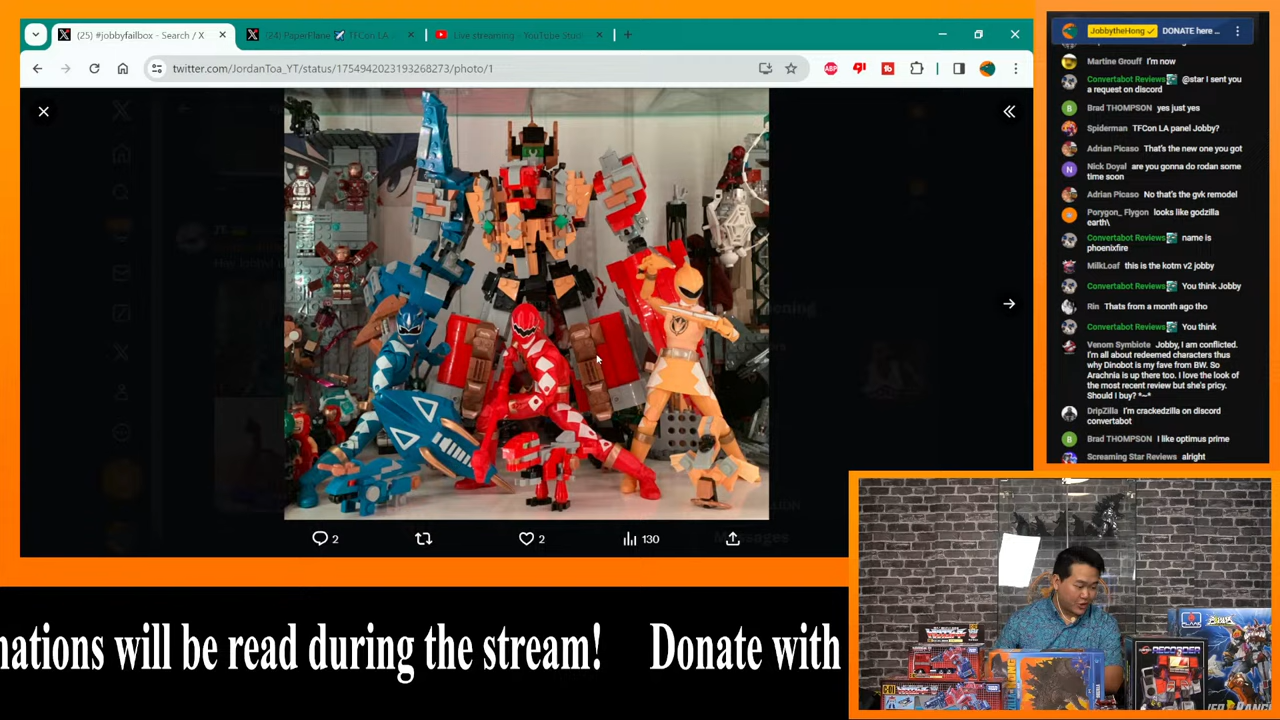 (25) #jobbyfailbox - Search / X
(24) PaperPlane ✈️ TFCon LA -
Live streaming - YouTube Stud
twitter.com/JordanToa_YT/status/1754942023193268273/photo/1
ABP
2
2
130
JobbytheHong DONATE here ...
Martine Grouff I'm now
Convertabot Reviews @star I sent you
a request on discord
Brad THOMPSON yes just yes
Spiderman TFCon LA panel Jobby?
Adrian Picaso That's the new one you got
Nick Doyal are you gonna do rodan some
time soon
Adrian Picaso No that's the gvk remodel
Porygon_ Flygon looks like godzilla
earth\
Convertabot Reviews name is
phoenixfire
MilkLoaf this is the kotm v2 jobby
Convertabot Reviews You think Jobby
Rin Thats from a month ago tho
Convertabot Reviews You think
Venom Symbiote Jobby, I am conflicted.
I'm all about redeemed characters thus
why Dinobot is my fave from BW. So
Arachnia is up there too. I love the look of
the most recent review but she's pricy.
Should I buy? *~*
DripZilla I'm crackedzilla on discord
convertabot
Brad THOMPSON I like optimus prime
Screaming Star Reviews alright
nations will be read during the stream! Donate with
RECORDER